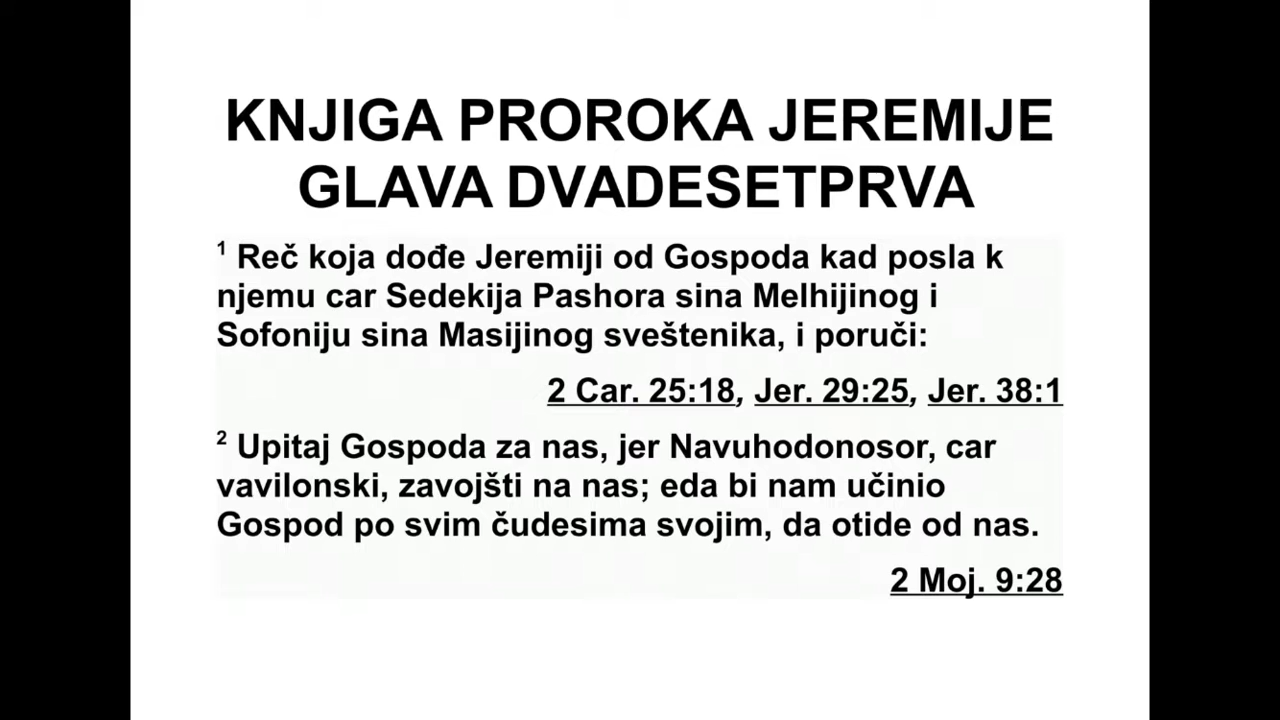 KNJIGA PROROKA JEREMIJE
GLAVA DVADESETPRVA
1 Reč koja dođe Jeremiji od Gospoda kad posla k
njemu car Sedekija Pashora sina Melhijinog i
Sofoniju sina Masijinog sveštenika, i poruči:
2 Car. 25:18, Jer. 29:25, Jer. 38:1
2 Upitaj Gospoda za nas, jer Navuhodonosor, car
vavilonski, zavojšti na nas; eda bi nam učinio
Gospod po svim čudesima svojim, da otide od nas.
2 Moj. 9:28